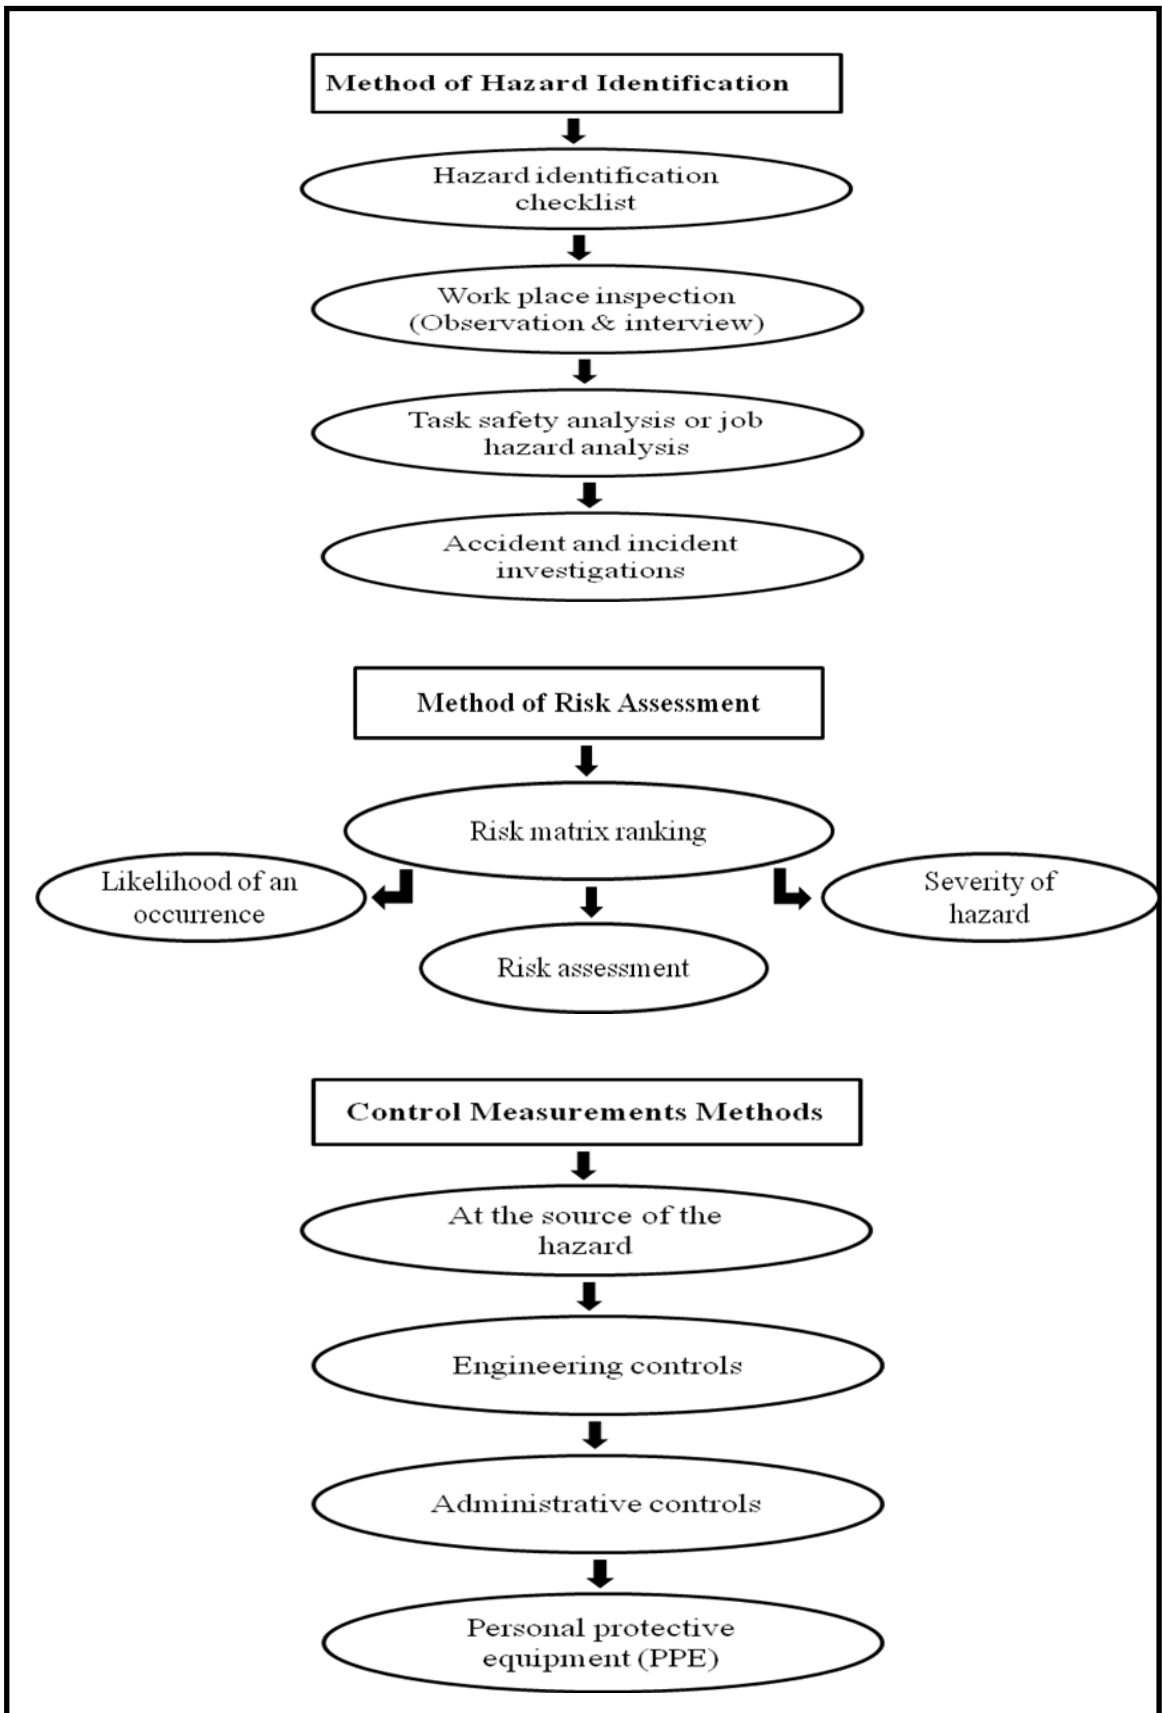 Method of Hazard Identification
Hazard identification
checklist
Work place inspection
(Observation & interview)
Task safety analysis or job
hazard analysis
Accident and incident
investigations
Method of Risk Assessment
Risk matrix ranking
Likelihood of an
occurrence
Severity of
hazard
Risk assessment
Control Measurements Methods
At the source of the
hazard
Engineering controls
Administrative controls
Personal protective
equipment (PPE)